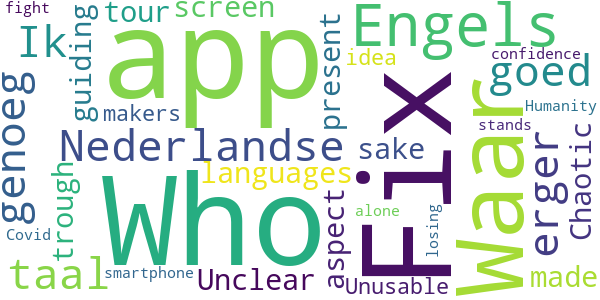 fight
tour
screen
Ik
app
Who
Fix
Engels
confidence
guiding
present
idea
goed
makers
Humanity
genoeg
Nederlandse
sake
Waar
stands
erger
Chaotic
trough
languages
aspect
alone
losing
Covid
taal
smartphone
Unclear
Unusable
made